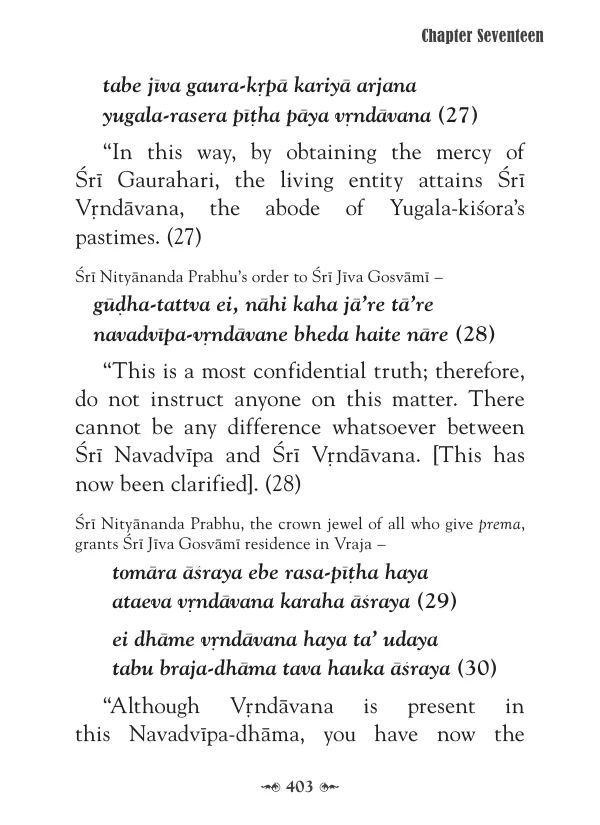 Chapter Seventeen
tabe jīva gaura-kṛpā kariyā arjana
yugala-rasera pīṭha pāya vṛndāvana (27)
“In this way, by obtaining the mercy of
Śrī Gaurahari, the living entity attains Śrī
Vṛndāvana, the abode of Yugala-kiśora’s
pastimes. (27)
Śrī Nityānanda Prabhu’s order to Śrī Jīva Gosvāmī –
gūḍha-tattva ei, nāhi kaha jā’re tā’re
navadvīpa-vṛndāvane bheda haite nāre (28)
“This is a most confidential truth; therefore,
do not instruct anyone on this matter. There
cannot be any difference whatsoever between
Śrī Navadvīpa and Śrī Vṛndāvana. [This has
now been clarified]. (28)
Śrī Nityānanda Prabhu, the crown jewel of all who give prema,
grants Śrī Jīva Gosvāmī residence in Vraja –
tomāra āśraya ebe rasa-pīṭha haya
ataeva vṛndāvana karaha āśraya (29)
ei dhāme vṛndāvana haya ta’ udaya
tabu braja-dhāma tava hauka āśraya (30)
“Although Vṛndāvana is present in
this Navadvīpa-dhāma, you have now the
403